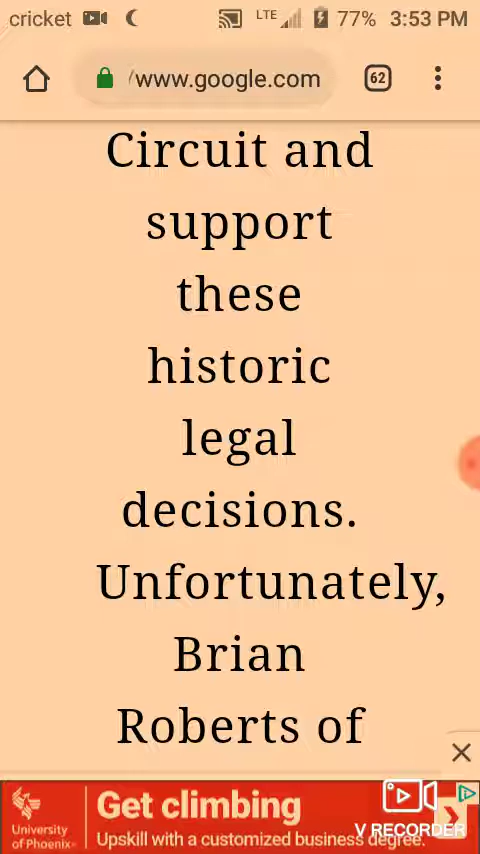 cricket LTE 77% 3:53 PM
/www.google.com 62
Circuit and
support
these
historic
legal
decisions.
Unfortunately,
Brian
Roberts of
Get climbing
University
of Phoenix
Upskill with a customized business degree.
V RECORDER